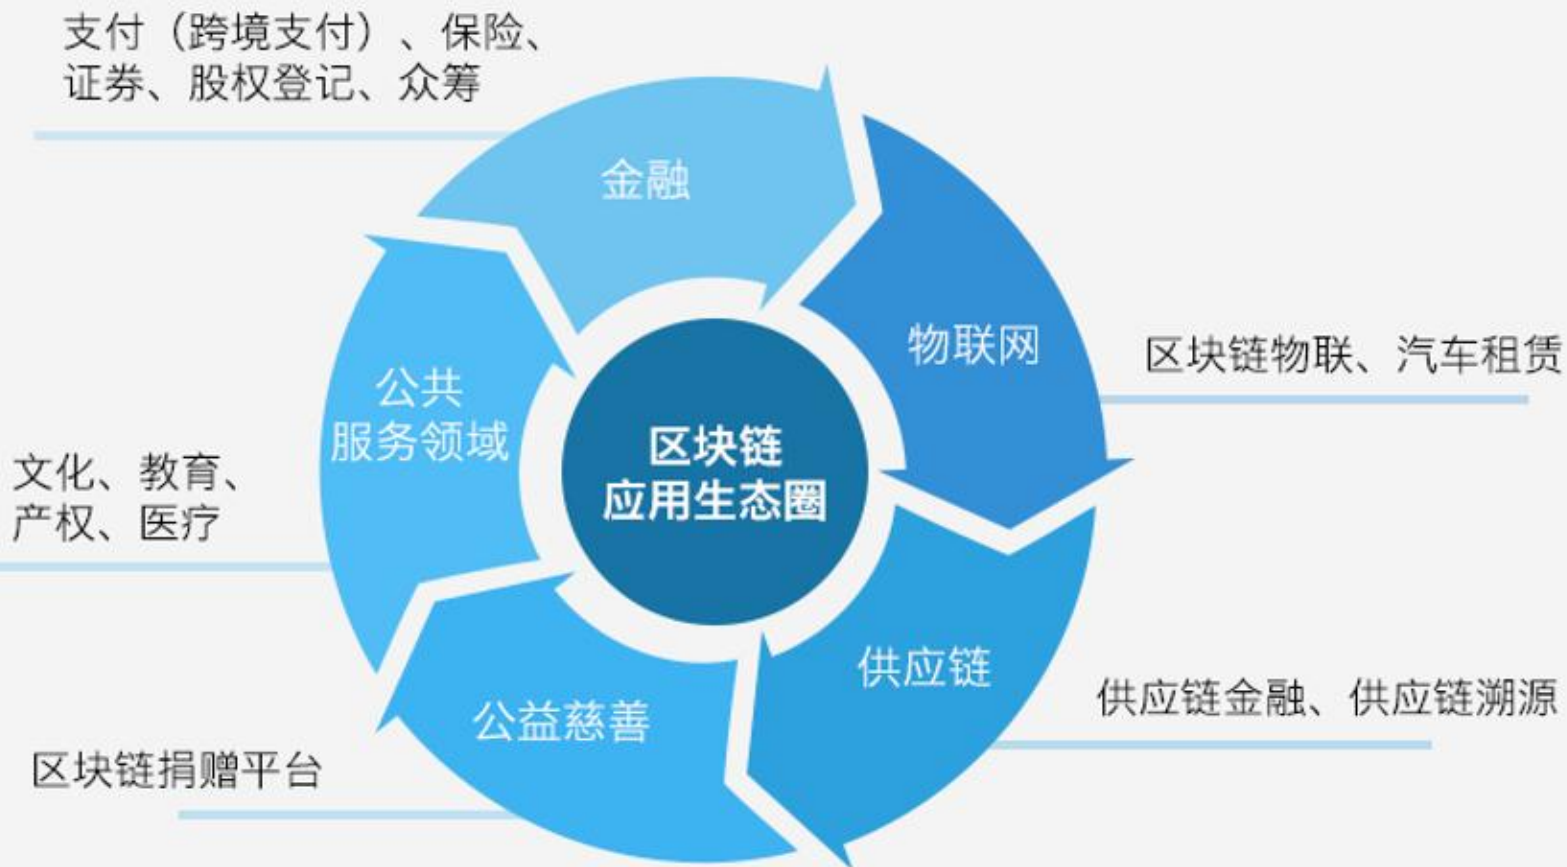 支付（跨境支付）、保险、
证券、股权登记、众筹
金融
物联网
区块链物联、汽车租赁
公共
服务领域
区块链
应用生态圈
文化、教育、
产权、医疗
供应链
供应链金融、供应链溯源
公益慈善
区块链捐赠平台